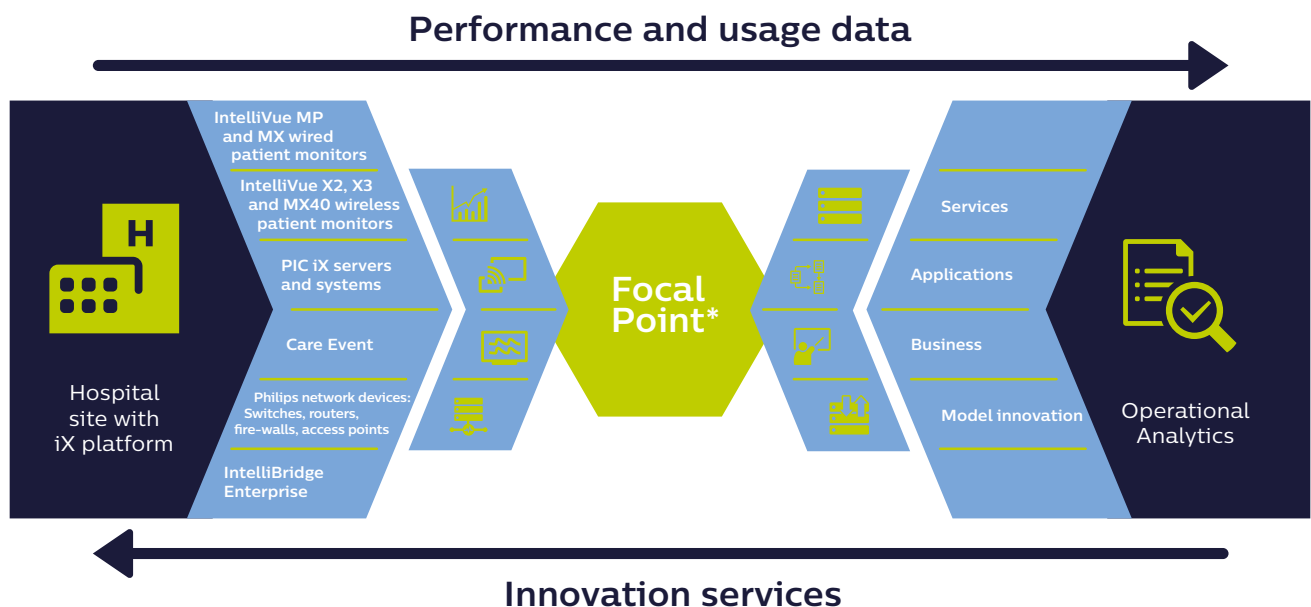 Performance and usage data
IntelliVue MP
and MX wired
patient monitors
IntelliVue X2, X3
and MX40 wireless
patient monitors
PIC iX servers
and systems
Care Event
Philips network devices:
Switches, routers,
fire-walls, access points
IntelliBridge
Enterprise
H
Hospital
site with
iX platform
Focal
Point*
Services
Applications
Business
Model innovation
Operational
Analytics
Innovation services